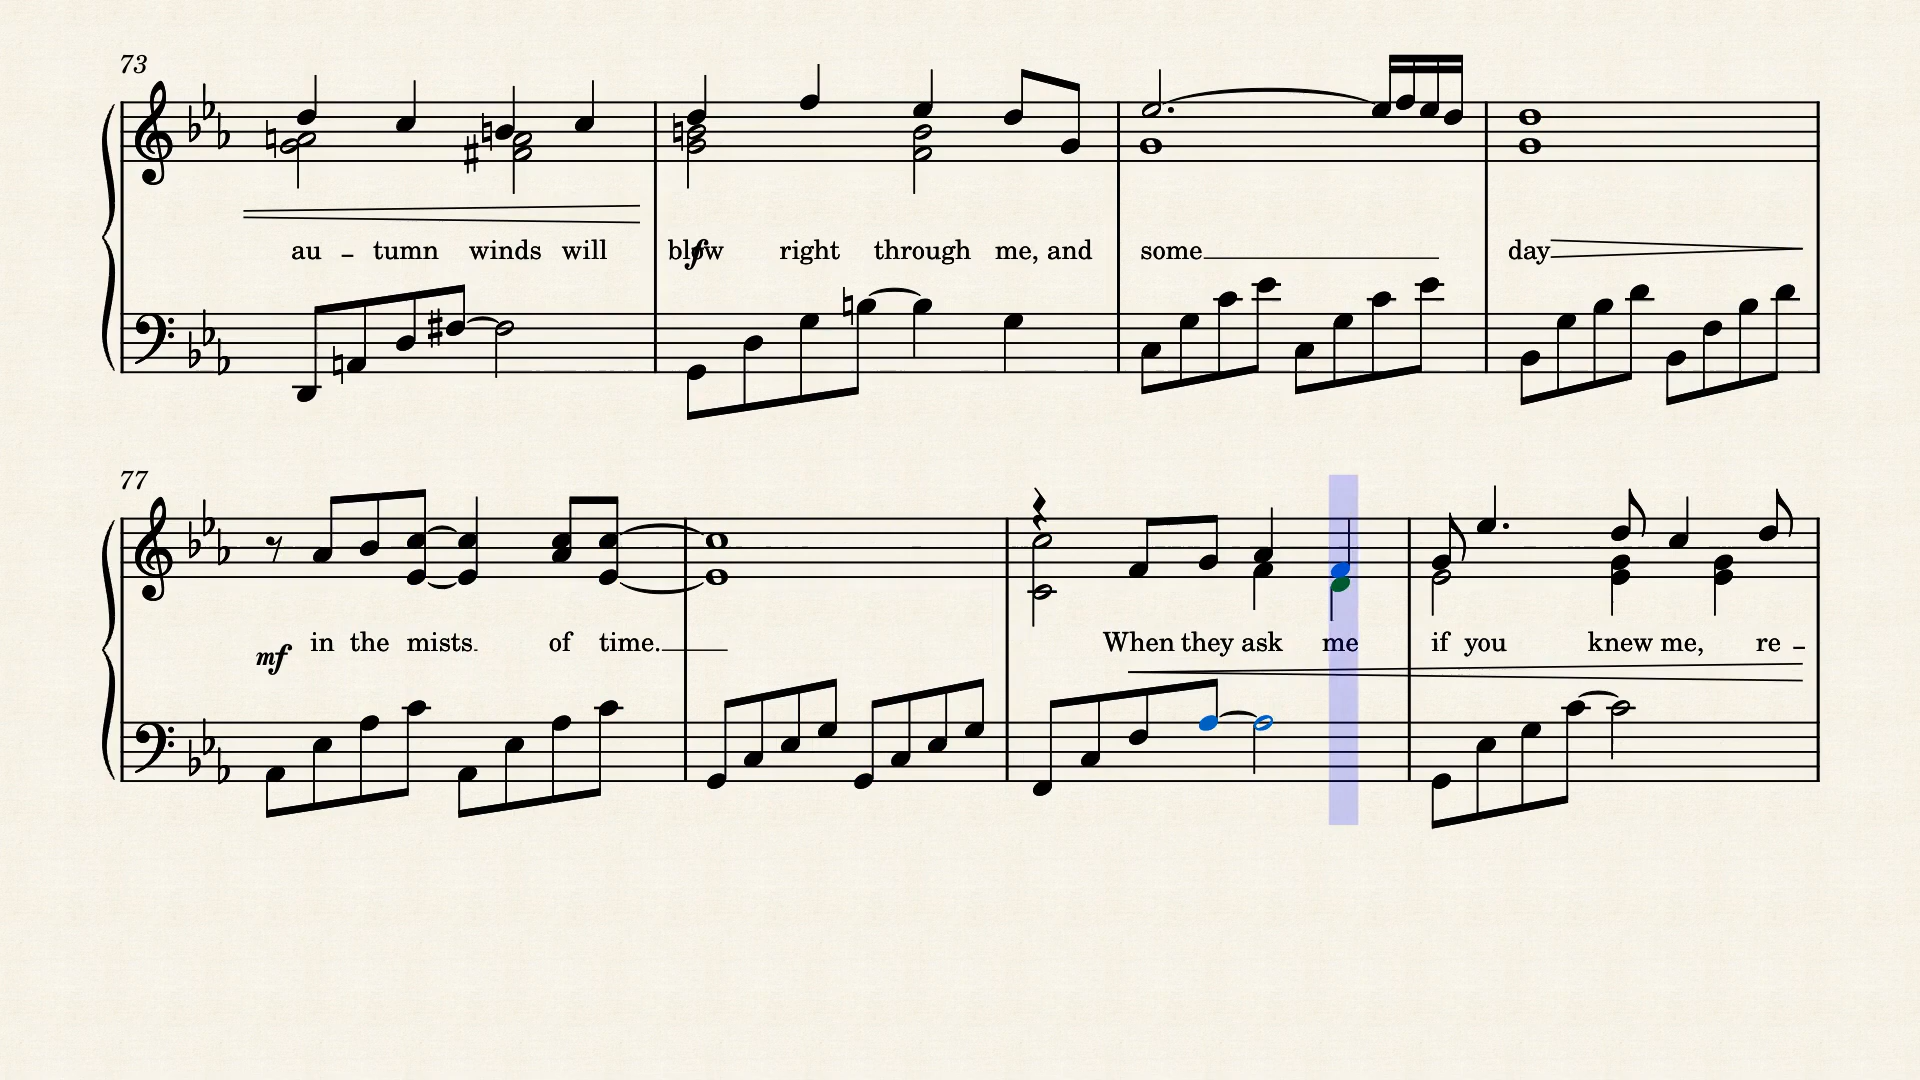 73
au - tumn winds will blow right through me, and some day
f
77
in the mists. of time. When they ask me if you knew me, re -
mf